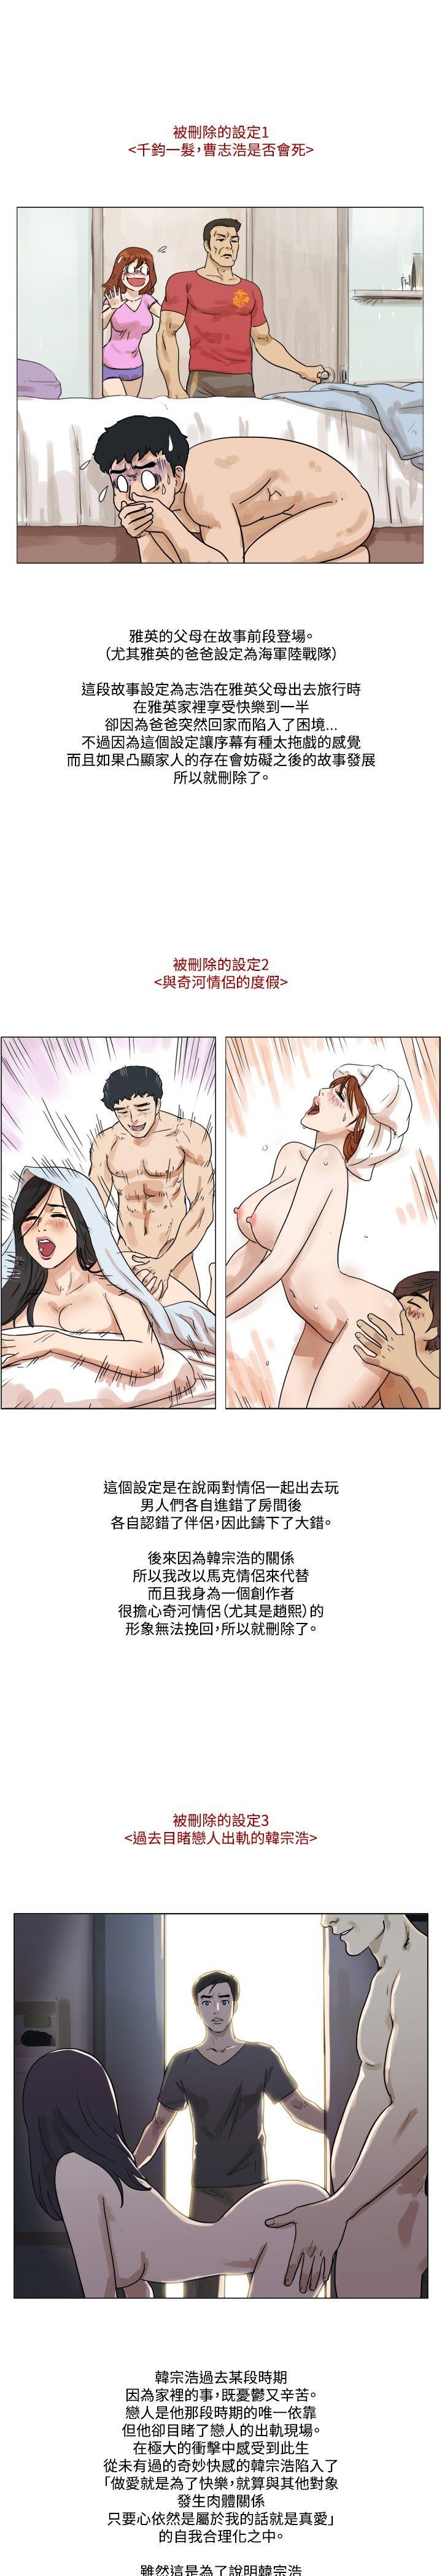 被刪除的設定1
<千鈞一髮,曹志浩是否會死>
雅英的父母在故事前段登場。
(尤其雅英的爸爸設定為海軍陸戰隊)
這段故事設定為志浩在雅英父母出去旅行時
在雅英家裡享受快樂到一半
卻因為爸爸突然回家而陷入了困境...
不過因為這個設定讓序幕有種太拖戲的感覺
而且如果凸顯家人的存在會妨礙之後的故事發展
所以就刪除了。
被刪除的設定2
<與奇河情侶的度假>
這個設定是在說兩對情侶一起出去玩
男人們各自進錯了房間後
各自認錯了伴侶,因此鑄下了大錯。
後來因為韓宗浩的關係
所以我改以馬克情侶來代替
而且我身為一個創作者
很擔心奇河情侶(尤其是趙熙)的
形象無法挽回,所以就刪除了。
被刪除的設定3
<過去目睹戀人出軌的韓宗浩>
韓宗浩過去某段時期
因為家裡的事,既憂鬱又辛苦。
戀人是他那段時期的唯一依靠
但他卻目睹了戀人的出軌現場。
在極大的衝擊中感受到此生
從未有過的奇妙快感的韓宗浩陷入了
「做愛就是為了快樂,就算與其他對象
發生肉體關係
只要心依然是屬於我的話就是真愛」
的自我合理化之中。
雖然這是為了說明韓宗浩